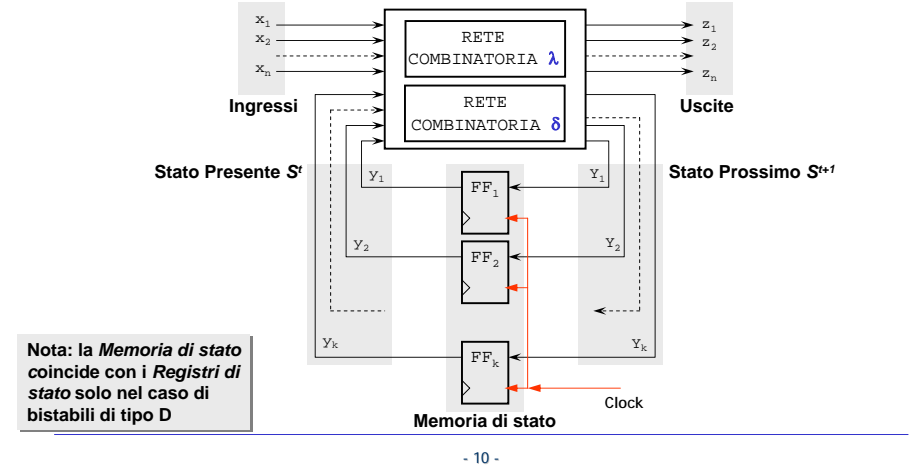 x1
x2
xn
Ingressi
RETE
COMBINATORIA λ
RETE
COMBINATORIA δ
z1
z2
zn
Uscite
Stato Presente St
Stato Prossimo St+1
y1
FF1
Y1
y2
FF2
Y2
yk
FFk
Yk
Clock
Memoria di stato
Nota: la Memoria di stato
coincide con i Registri di
stato solo nel caso di
bistabili di tipo D
- 10 -